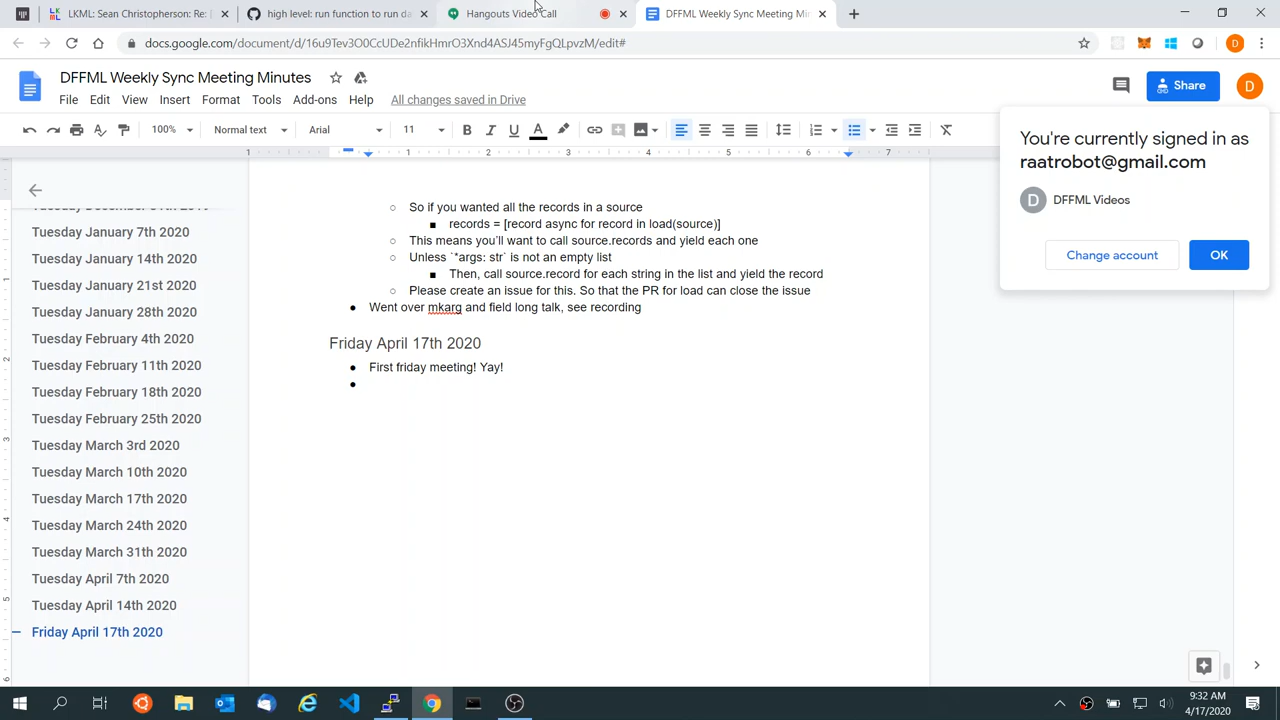 LKML: Sean Christopherson: Re:
high level: run function to run da
Hangouts Video Call
DFFML Weekly Sync Meeting Min
docs.google.com/document/d/16u9Tev3O0CcUDe2nfikHmrO3Xnd4ASJ45myFgQLpvzM/edit#
D
DFFML Weekly Sync Meeting Minutes
File Edit View Insert Format Tools Add-ons Help All changes saved in Drive
Share
D
100% Normal text Arial 11 B I U A
1 1 2 3 4 5 6 7
You're currently signed in as
raatrobot@gmail.com
D DFFML Videos
Change account OK
Tuesday January 7th 2020
Tuesday January 14th 2020
Tuesday January 21st 2020
Tuesday January 28th 2020
Tuesday February 4th 2020
Tuesday February 11th 2020
Tuesday February 18th 2020
Tuesday February 25th 2020
Tuesday March 3rd 2020
Tuesday March 10th 2020
Tuesday March 17th 2020
Tuesday March 24th 2020
Tuesday March 31th 2020
Tuesday April 7th 2020
Tuesday April 14th 2020
Friday April 17th 2020
So if you wanted all the records in a source
records = [record async for record in load(source)]
This means you'll want to call source.records and yield each one
Unless `*args: str` is not an empty list
Then, call source.record for each string in the list and yield the record
Please create an issue for this. So that the PR for load can close the issue
Went over mkarg and field long talk, see recording
Friday April 17th 2020
First friday meeting! Yay!
9:32 AM
4/17/2020